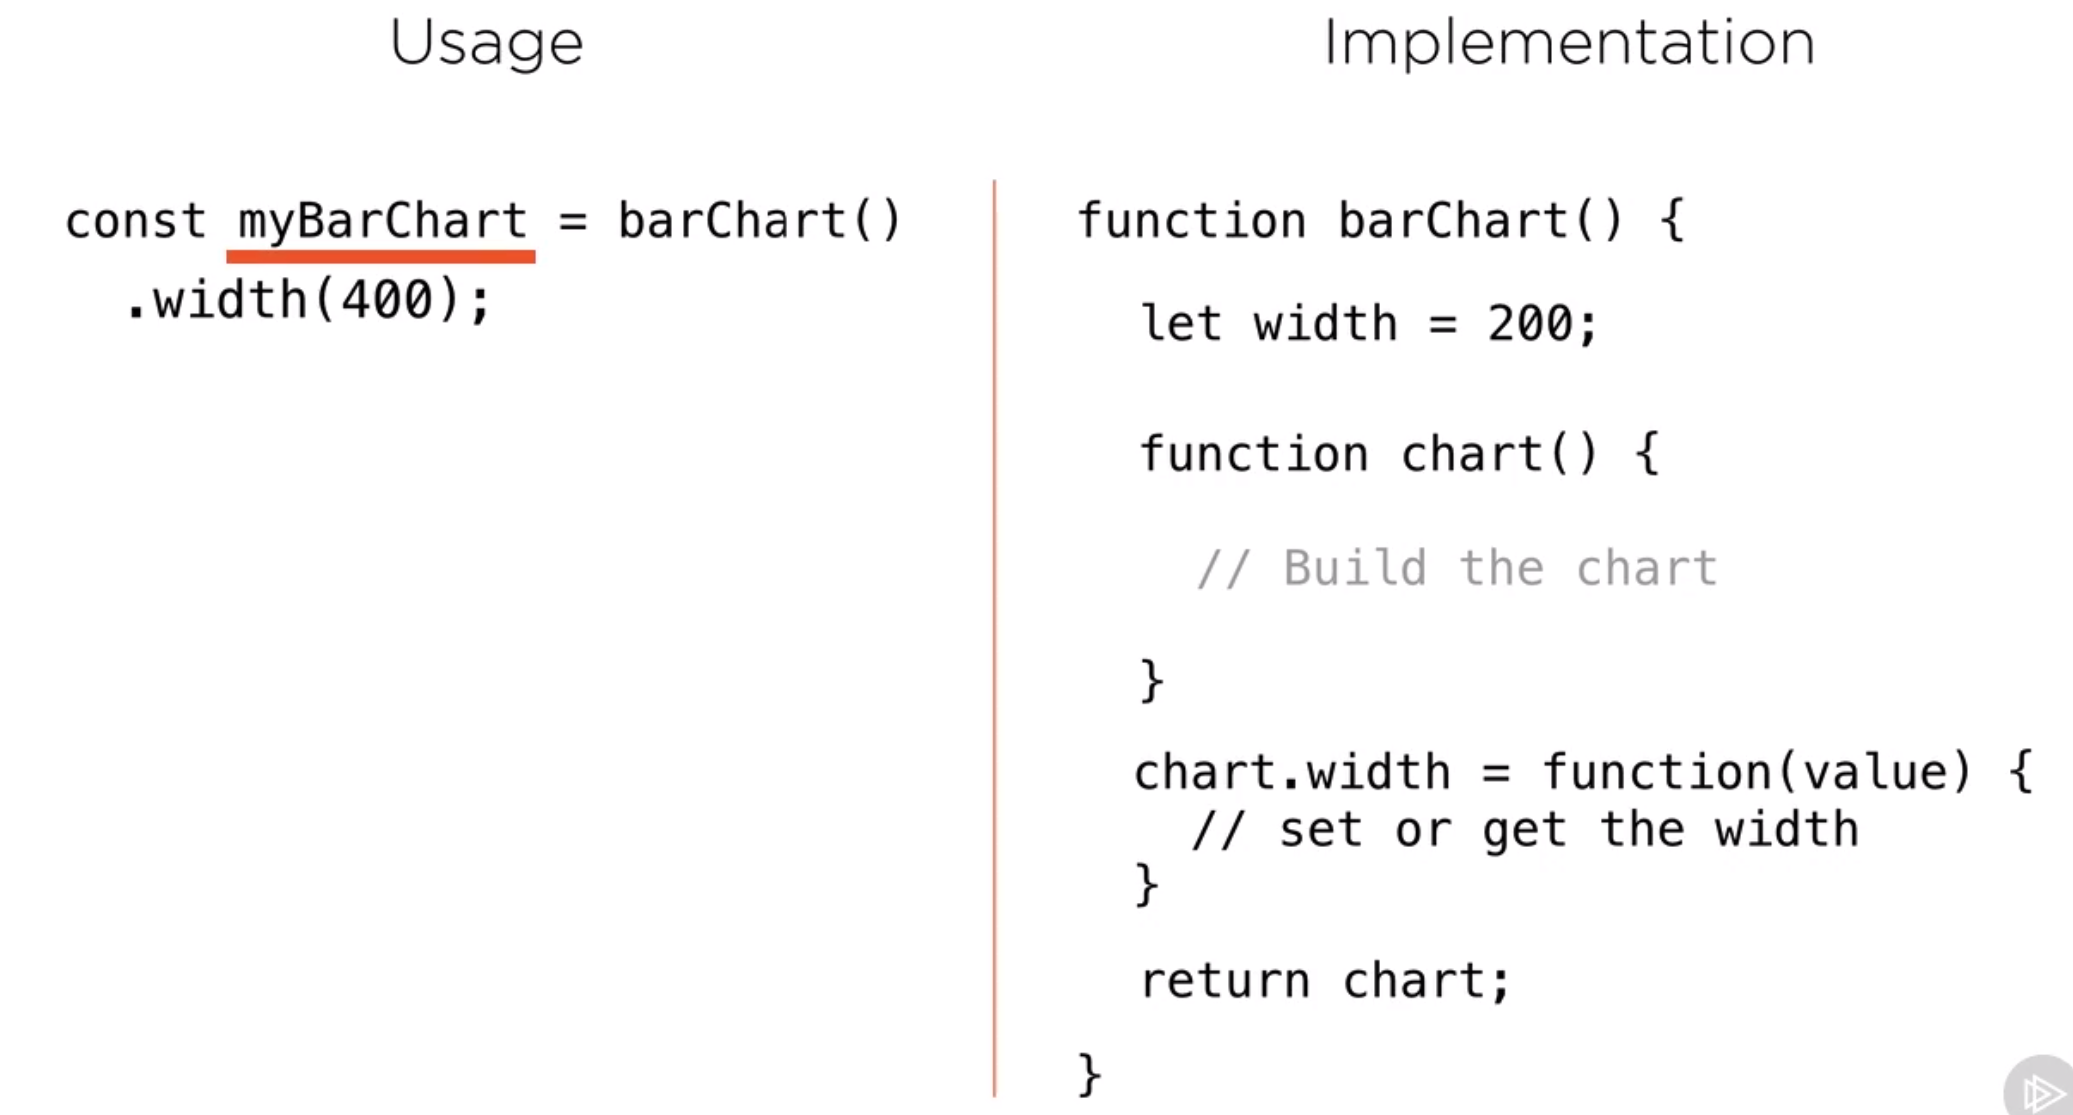 Usage
const myBarChart = barChart()
.width(400);
Implementation
function barChart() {
let width = 200;
function chart() {
// Build the chart
}
chart.width = function(value) {
// set or get the width
}
return chart;
}